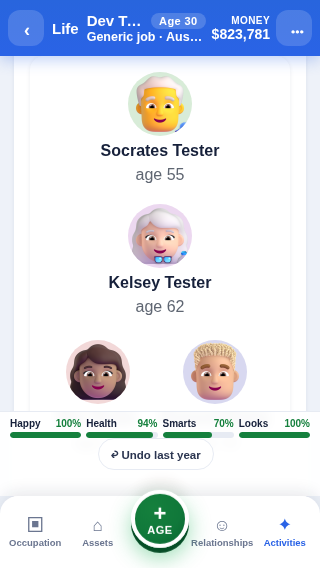 ‹ Life Dev T... Age 30 MONEY
Generic job · Aus... $823,781 ...
Socrates Tester
age 55
Kelsey Tester
age 62
Happy 100% Health 94% Smarts 70% Looks 100%
Undo last year
+
AGE
Occupation Assets Relationships Activities